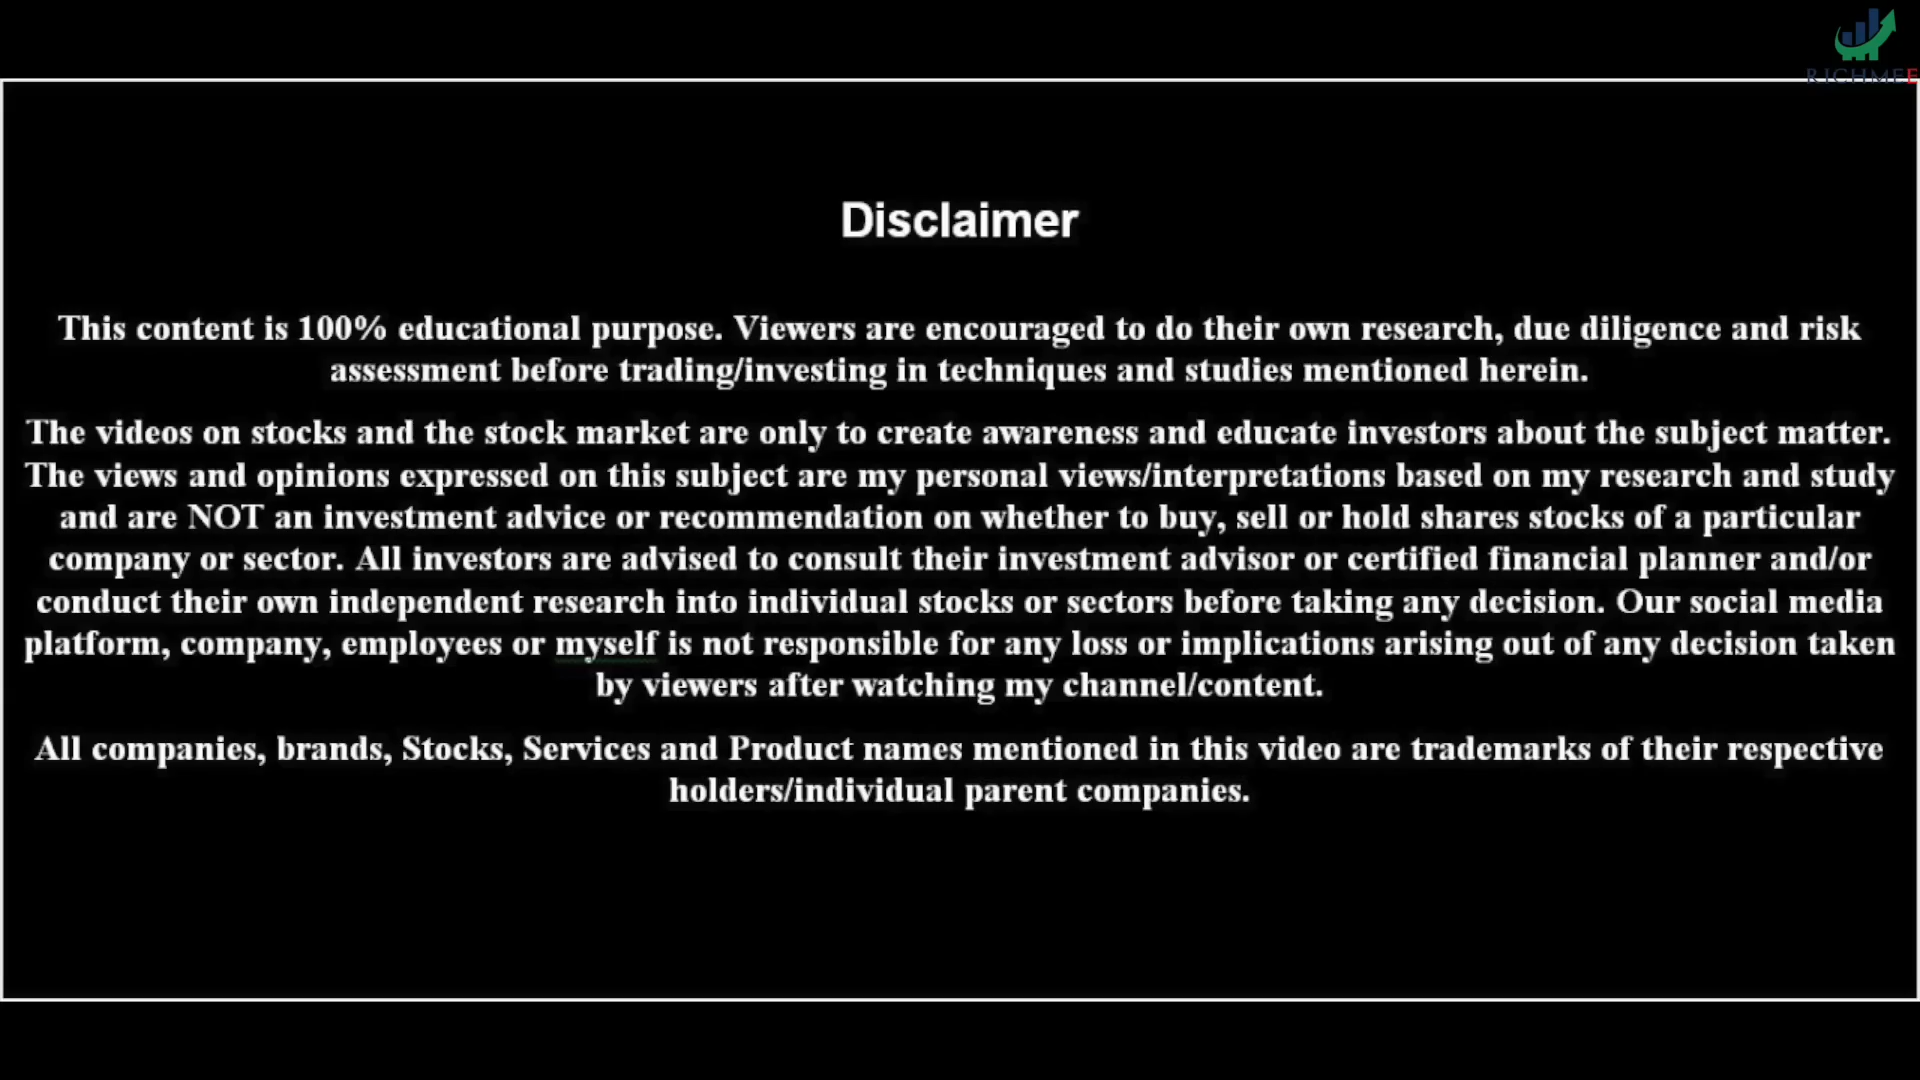 RICHMEE
Disclaimer
This content is 100% educational purpose. Viewers are encouraged to do their own research, due diligence and risk
assessment before trading/investing in techniques and studies mentioned herein.
The videos on stocks and the stock market are only to create awareness and educate investors about the subject matter.
The views and opinions expressed on this subject are my personal views/interpretations based on my research and study
and are NOT an investment advice or recommendation on whether to buy, sell or hold shares stocks of a particular
company or sector. All investors are advised to consult their investment advisor or certified financial planner and/or
conduct their own independent research into individual stocks or sectors before taking any decision. Our social media
platform, company, employees or myself is not responsible for any loss or implications arising out of any decision taken
by viewers after watching my channel/content.
All companies, brands, Stocks, Services and Product names mentioned in this video are trademarks of their respective
holders/individual parent companies.